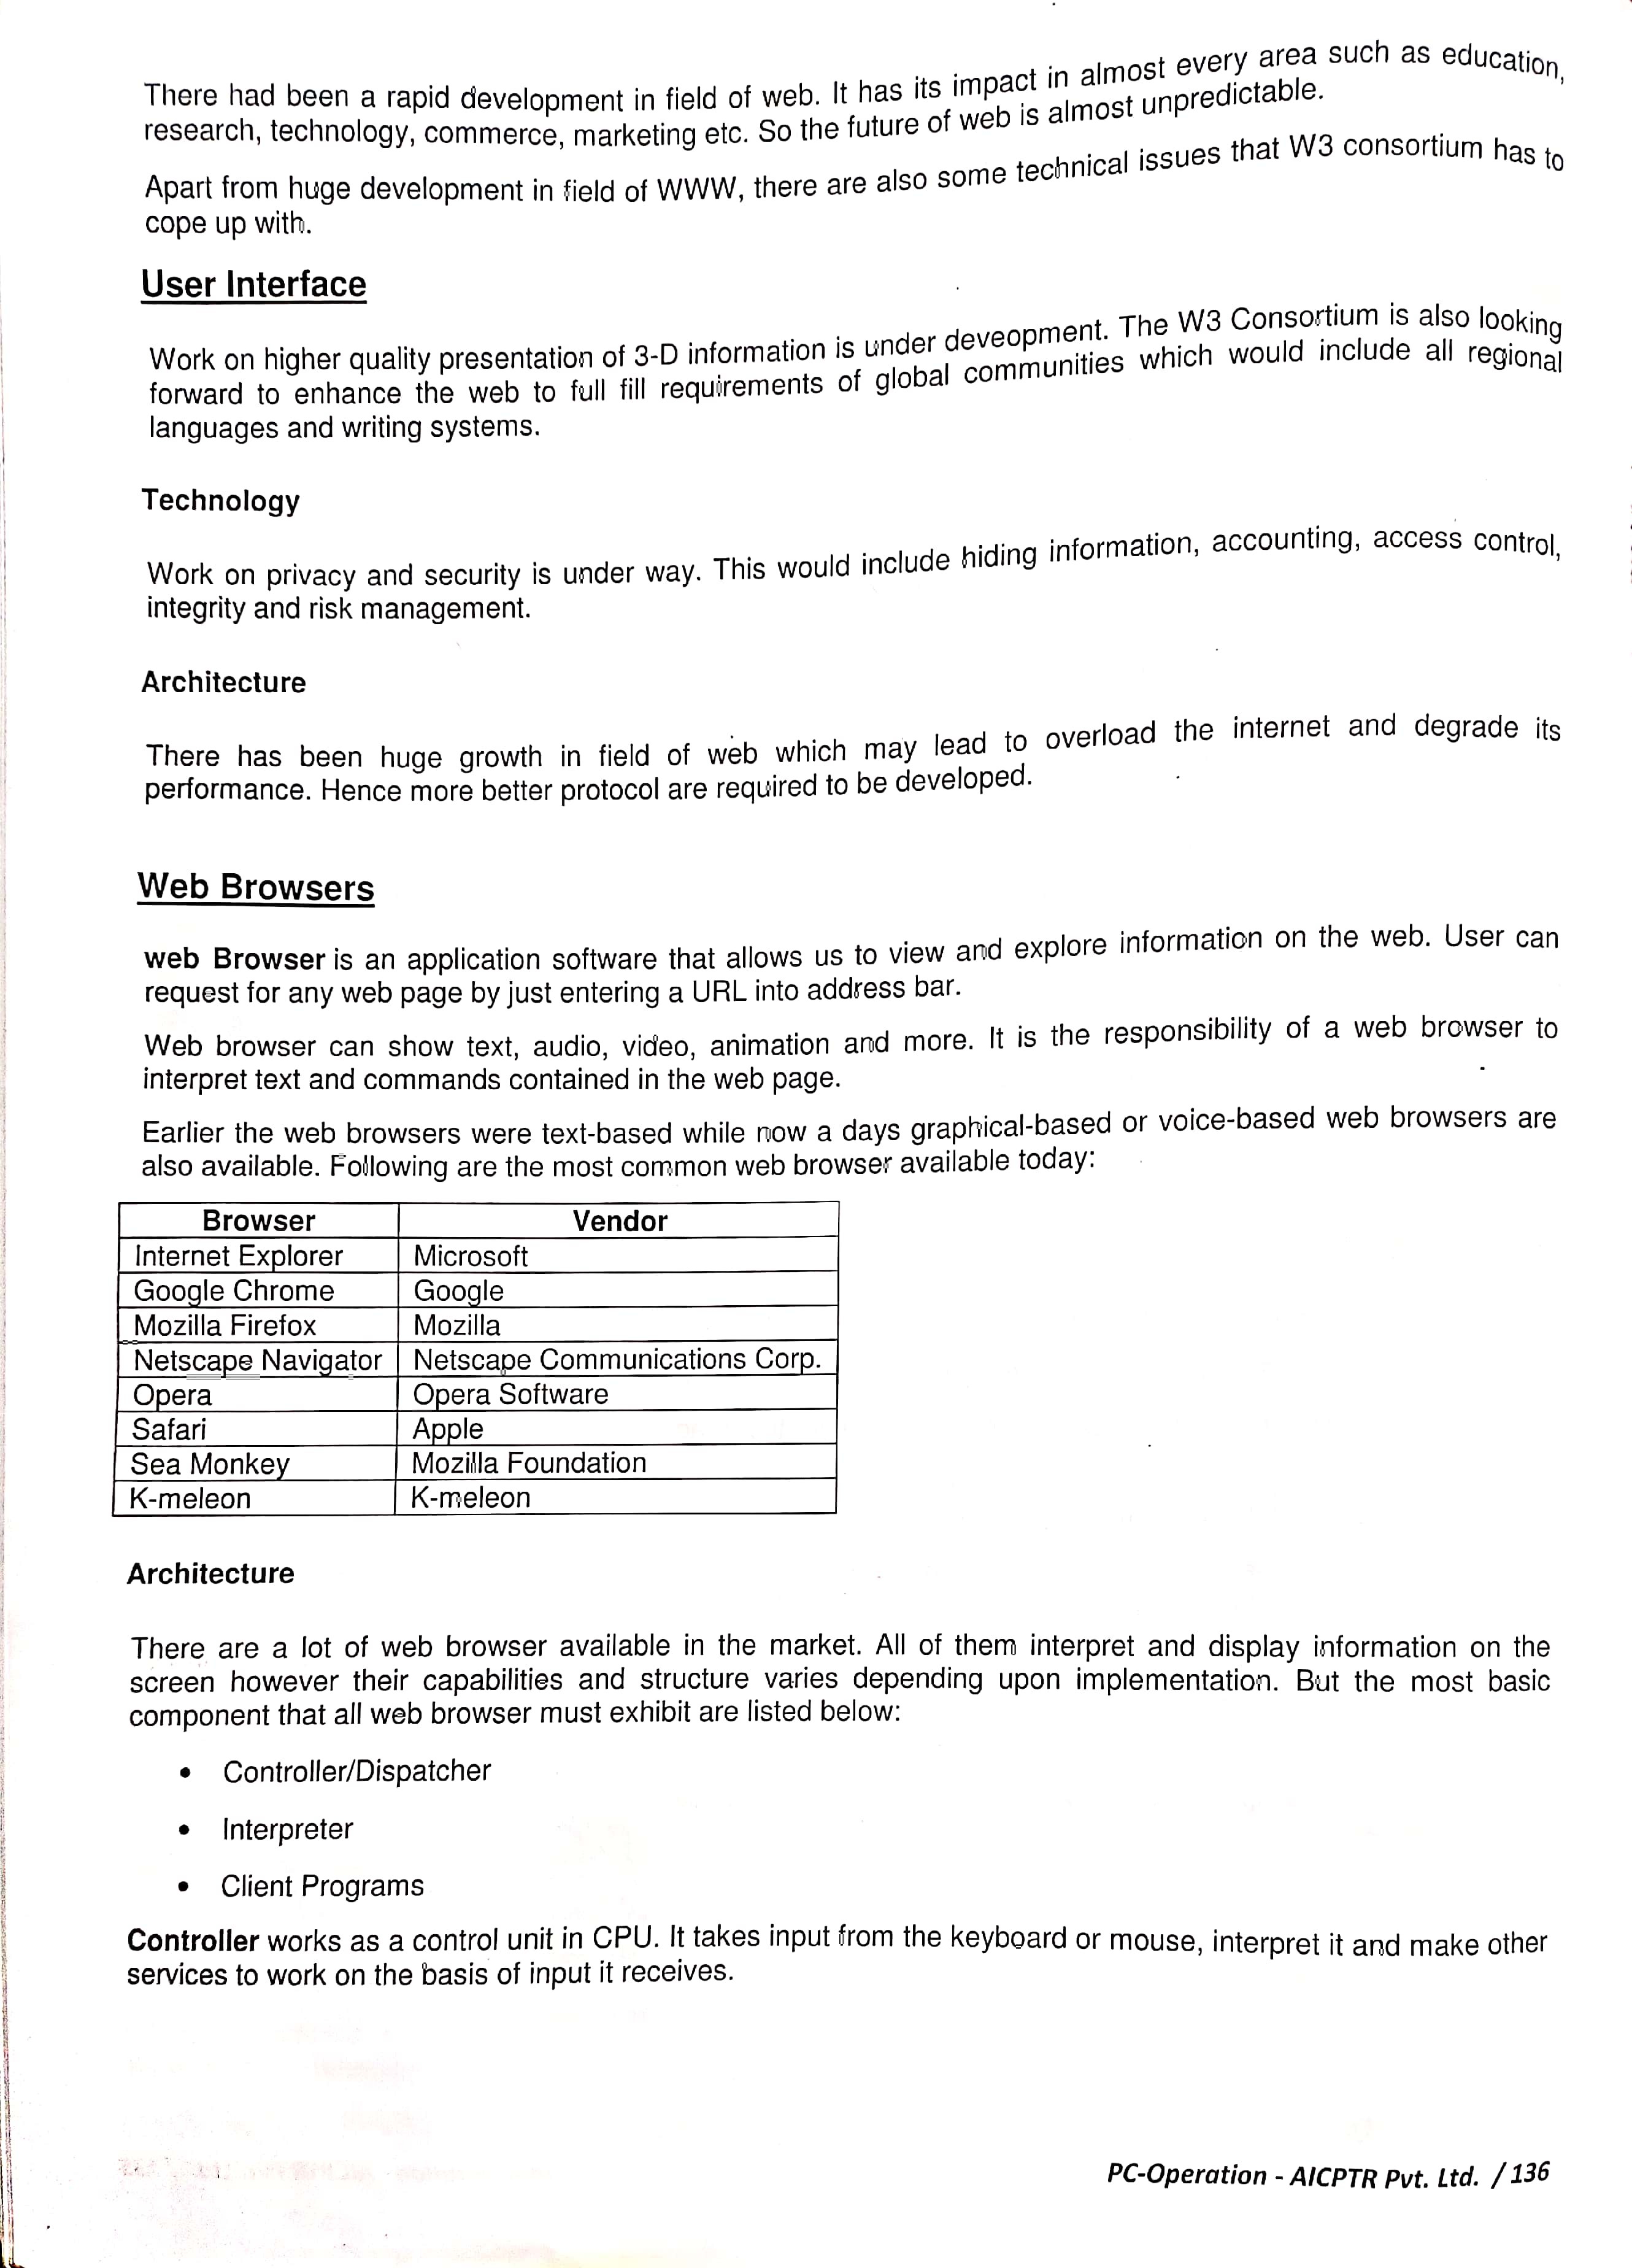 There had been a rapid development in field of web. It has its impact in almost every area such as education,
research, technology, commerce, marketing etc. So the future of web is almost unpredictable.
Apart from huge development in field of WWW, there are also some technical issues that W3 consortium has to
cope up with.
User Interface
Work on higher quality presentation of 3-D information is under deveopment. The W3 Consortium is also looking
forward to enhance the web to full fill requirements of global communities which would include all regional
languages and writing systems.
Technology
Work on privacy and security is under way. This would include hiding information, accounting, access control,
integrity and risk management.
Architecture
There has been huge growth in field of web which may lead to overload the internet and degrade its
performance. Hence more better protocol are required to be developed.
Web Browsers
web Browser is an application software that allows us to view and explore information on the web. User can
request for any web page by just entering a URL into address bar.
Web browser can show text, audio, video, animation and more. It is the responsibility of a web browser to
interpret text and commands contained in the web page.
Earlier the web browsers were text-based while now a days graphical-based or voice-based web browsers are
also available. Following are the most common web browser available today:
Browser Vendor
Internet Explorer Microsoft
Google Chrome Google
Mozilla Firefox Mozilla
Netscape Navigator Netscape Communications Corp.
Opera Opera Software
Safari Apple
Sea Monkey Mozilla Foundation
K-meleon K-meleon
Architecture
There are a lot of web browser available in the market. All of them interpret and display information on the
screen however their capabilities and structure varies depending upon implementation. But the most basic
component that all web browser must exhibit are listed below:
• Controller/Dispatcher
• Interpreter
• Client Programs
Controller works as a control unit in CPU. It takes input from the keyboard or mouse, interpret it and make other
services to work on the basis of input it receives.
PC-Operation - AICPTR Pvt. Ltd. / 136